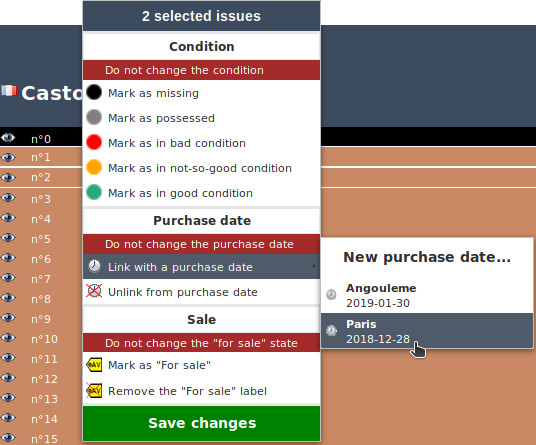 2 selected issues
Condition
Do not change the condition
Mark as missing
Mark as possessed
Mark as in bad condition
Mark as in not-so-good condition
Mark as in good condition
Purchase date
Do not change the purchase date
Link with a purchase date
Unlink from purchase date
Sale
Do not change the "for sale" state
Mark as "For sale"
Remove the "For sale" label
Save changes
New purchase date...
Angouleme
2019-01-30
Paris
2018-12-28
Casto
n°0
n°1
n°2
n°3
n°4
n°5
n°6
n°7
n°8
n°9
n°10
n°11
n°12
n°13
n°14
n°15